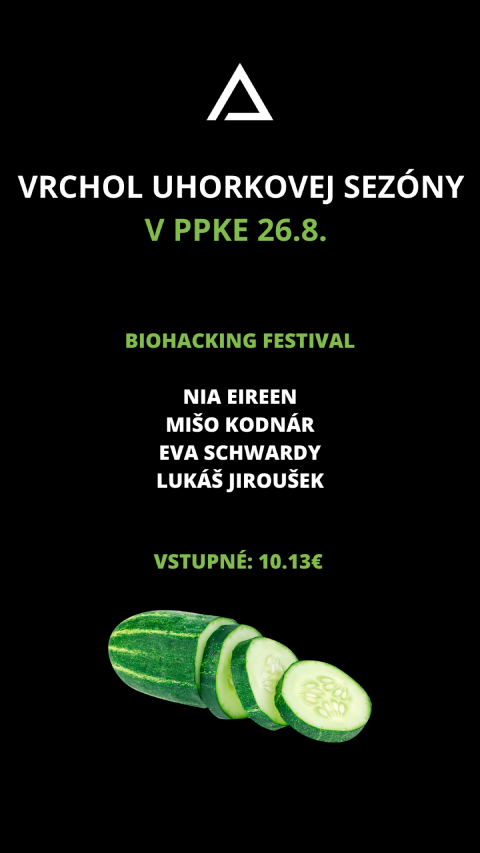 VRCHOL UHORKOVEJ SEZÓNY
V PPKE 26.8.
BIOHACKING FESTIVAL
NIA EIREEN
MIŠO KODNÁR
EVA SCHWARDY
LUKÁŠ JIROUŠEK
VSTUPNÉ: 10.13€